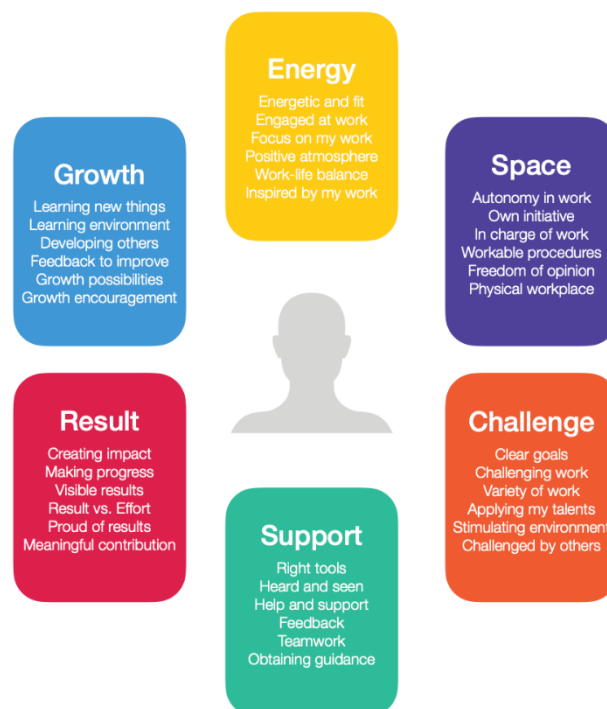 Energy
Energetic and fit
Engaged at work
Focus on my work
Positive atmosphere
Work-life balance
Inspired by my work
Growth
Learning new things
Learning environment
Developing others
Feedback to improve
Growth possibilities
Growth encouragement
Space
Autonomy in work
Own initiative
In charge of work
Workable procedures
Freedom of opinion
Physical workplace
Result
Creating impact
Making progress
Visible results
Result vs. Effort
Proud of results
Meaningful contribution
Challenge
Clear goals
Challenging work
Variety of work
Applying my talents
Stimulating environment
Challenged by others
Support
Right tools
Heard and seen
Help and support
Feedback
Teamwork
Obtaining guidance